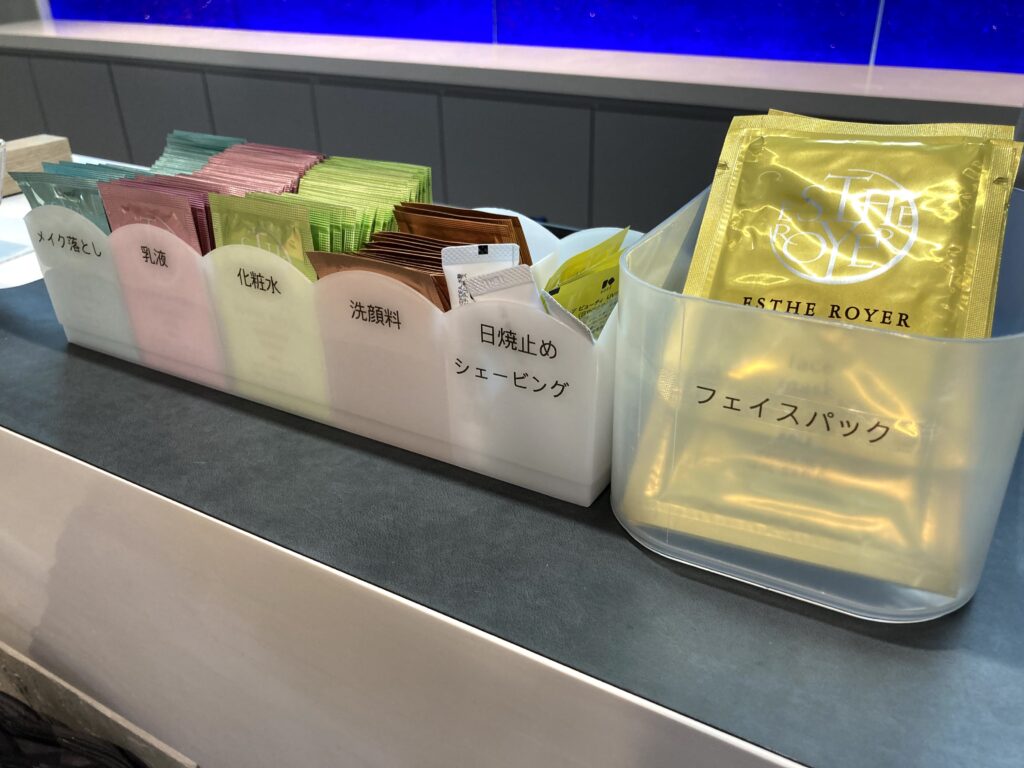 メイク落とし
乳液
化粧水
洗顔料
日焼止め
シェービング
ESTHE
ROYER
ESTHE ROYER
フェイスパック